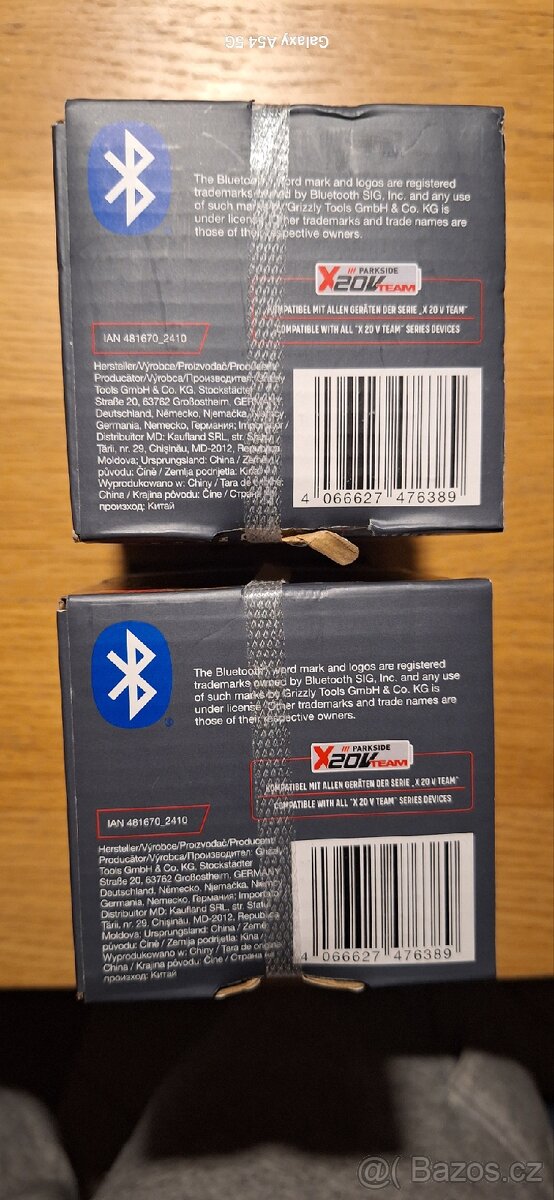 Galaxy A54 5G
The Bluetooth word mark and logos are registered
trademarks owned by Bluetooth SIG, Inc. and any use
of such marks by Grizzly Tools GmbH & Co. KG is
under license. Other trademarks and trade names are
those of their respective owners.
/// PARKSIDE
X20V TEAM
KOMPATIBEL MIT ALLEN GERÄTEN DER SERIE „X 20 V TEAM“
COMPATIBLE WITH ALL "X 20 V TEAM" SERIES DEVICES
IAN 481670_2410
Hersteller/Výrobce/Proizvođač/Producent
Producător/Výrobca/Производител: Grizzly
Tools GmbH & Co. KG, Stockstädter
Straße 20, 63762 Großostheim, GERMANY
Deutschland, Německo, Njemačka, Niemcy,
Germania, Nemecko, Германия; Importator /
Distribuitor MD: Kaufland SRL, str. Sfatul
Țării, nr. 29, Chișinău, MD-2012, Republica
Moldova; Ursprungsland: China / Země
původu: Čína / Zemlja podrijetla: Kina
Wyprodukowano w: Chiny / Țara de origine
China / Krajina pôvodu: Čína / Страна на
произход: Китай
4 066627 476389
The Bluetooth word mark and logos are registered
trademarks owned by Bluetooth SIG, Inc. and any use
of such marks by Grizzly Tools GmbH & Co. KG is
under license. Other trademarks and trade names are
those of their respective owners.
/// PARKSIDE
X20V TEAM
KOMPATIBEL MIT ALLEN GERÄTEN DER SERIE „X 20 V TEAM“
COMPATIBLE WITH ALL "X 20 V TEAM" SERIES DEVICES
IAN 481670_2410
Hersteller/Výrobce/Proizvođač/Producent
Producător/Výrobca/Производител: Grizzly
Tools GmbH & Co. KG, Stockstädter
Straße 20, 63762 Großostheim, GERMANY
Deutschland, Německo, Njemačka, Niemcy,
Germania, Nemecko, Германия; Importator
Distribuitor MD: Kaufland SRL, str. Sfatul
Țării, nr. 29, Chișinău, MD-2012, Republica
Moldova; Ursprungsland: China / Země
původu: Čína / Zemlja podrijetla: Kina /
Wyprodukowano w: Chiny / Țara de origine
China / Krajina pôvodu: Čína / Страна на
произход: Китай
4 066627 476389
@( Bazos.cz